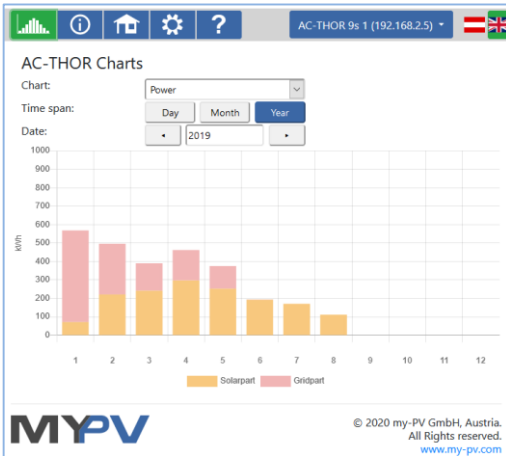 ?
AC-THOR 9s 1 (192.168.2.5)
AC-THOR Charts
Chart:
Power
Time span:
Day Month Year
Date:
2019
1000
900
800
700
600
500
400
300
200
100
0
kWh
1 2 3 4 5 6 7 8 9 10 11 12
Solarpart Gridpart
MYPV
© 2020 my-PV GmbH, Austria.
All Rights reserved.
www.my-pv.com